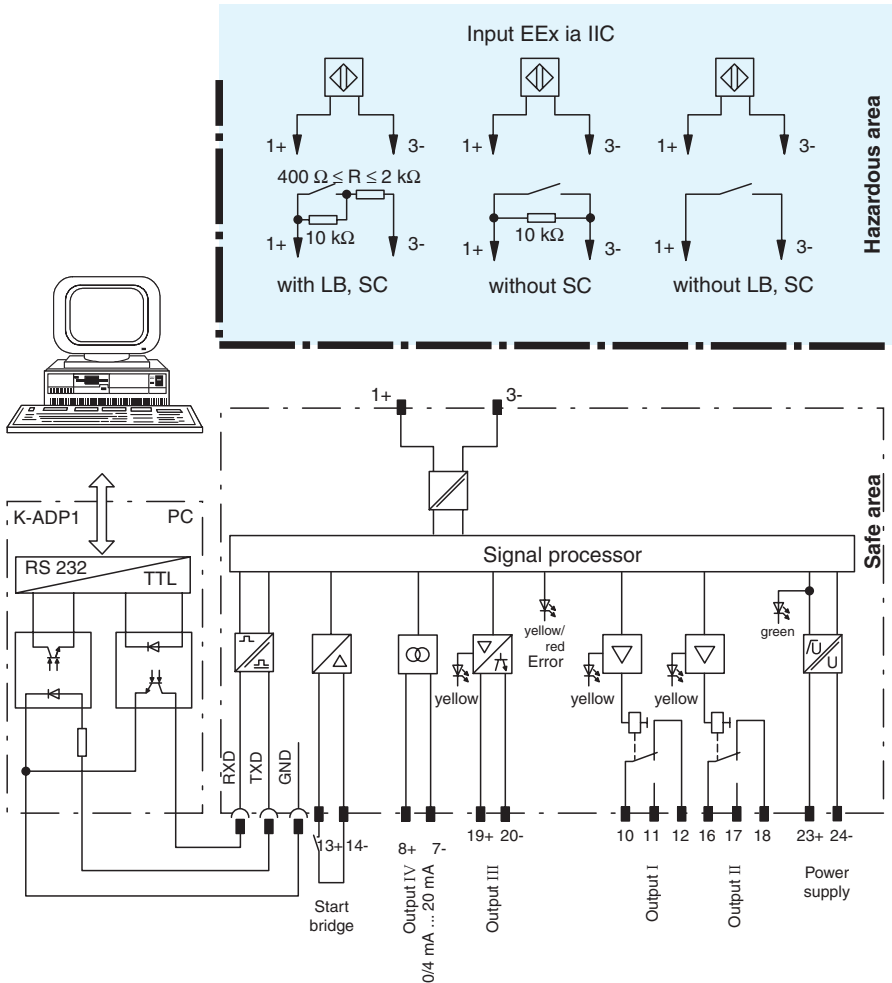 Input EEx ia IIC
Hazardous area
1+ 3- 1+ 3- 1+ 3-
400 Ω ≤ R ≤ 2 kΩ
10 kΩ 10 kΩ
1+ 3- 1+ 3- 1+ 3-
with LB, SC without SC without LB, SC
1+ 3-
Safe area
K-ADP1 PC
RS 232
TTL
Signal processor
yellow/
red
Error
green
yellow yellow yellow
U
U
RXD
TXD
GND
13+ 14-
8+ 7-
19+ 20-
10 11 12 16 17 18
23+ 24-
Start
bridge
Output IV
0/4 mA ... 20 mA
Output III
Output I
Output II
Power
supply